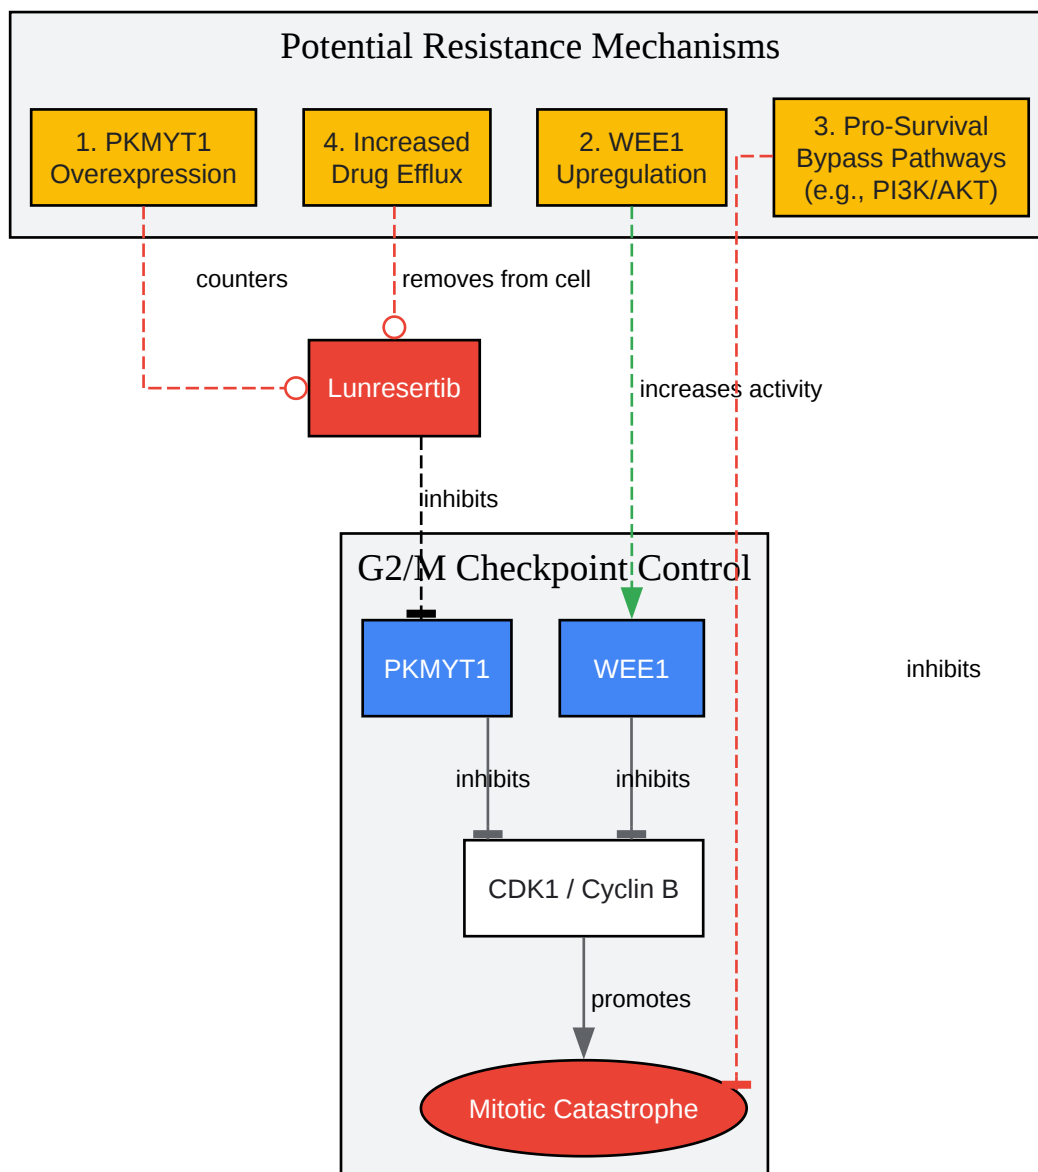 Potential Resistance Mechanisms
1. PKMYT1
Overexpression
4. Increased
Drug Efflux
2. WEE1
Upregulation
3. Pro-Survival
Bypass Pathways
(e.g., PI3K/AKT)
counters
removes from cell
Lunresertib
increases activity
inhibits
G2/M Checkpoint Control
PKMYT1
WEE1
inhibits
inhibits
inhibits
CDK1 / Cyclin B
promotes
Mitotic Catastrophe